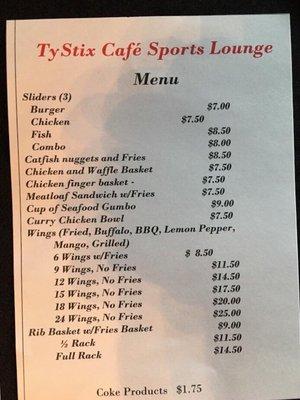 TyStix Café Sports Lounge
Menu
Sliders (3)
Burger $7.00
Chicken $7.50
Fish $8.50
Combo $8.00
Catfish nuggets and Fries $8.50
Chicken and Waffle Basket $7.50
Chicken finger basket - $7.50
Meatloaf Sandwich w/Fries $7.50
Cup of Seafood Gumbo $9.00
Curry Chicken Bowl $7.50
Wings (Fried, Buffalo, BBQ, Lemon Pepper,
Mango, Grilled)
6 Wings w/Fries $ 8.50
9 Wings, No Fries $11.50
12 Wings, No Fries $14.50
15 Wings, No Fries $17.50
18 Wings, No Fries $20.00
24 Wings, No Fries $25.00
Rib Basket w/Fries Basket $9.00
½ Rack $11.50
Full Rack $14.50
Coke Products $1.75